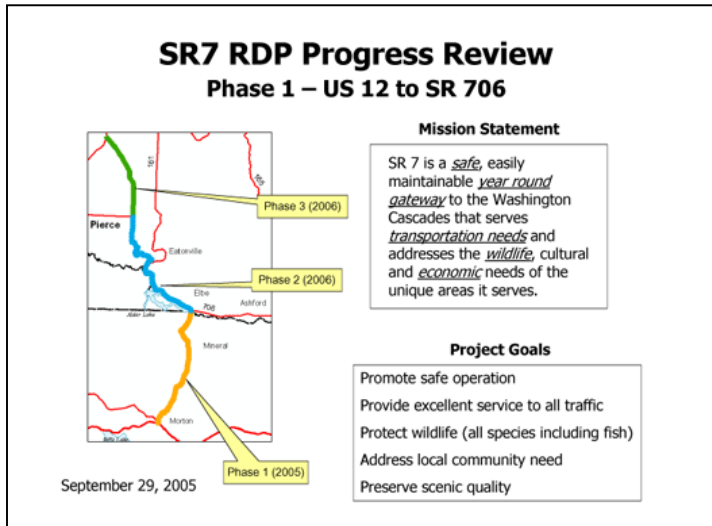 SR7 RDP Progress Review
Phase 1 – US 12 to SR 706
161
165
Phase 3 (2006)
Pierce
Eatonville
Phase 2 (2006)
Elbe
Alder Lake
706
Ashford
Mineral
Morton
Phase 1 (2005)
September 29, 2005
Mission Statement
SR 7 is a safe, easily
maintainable year round
gateway to the Washington
Cascades that serves
transportation needs and
addresses the wildlife, cultural
and economic needs of the
unique areas it serves.
Project Goals
Promote safe operation
Provide excellent service to all traffic
Protect wildlife (all species including fish)
Address local community need
Preserve scenic quality